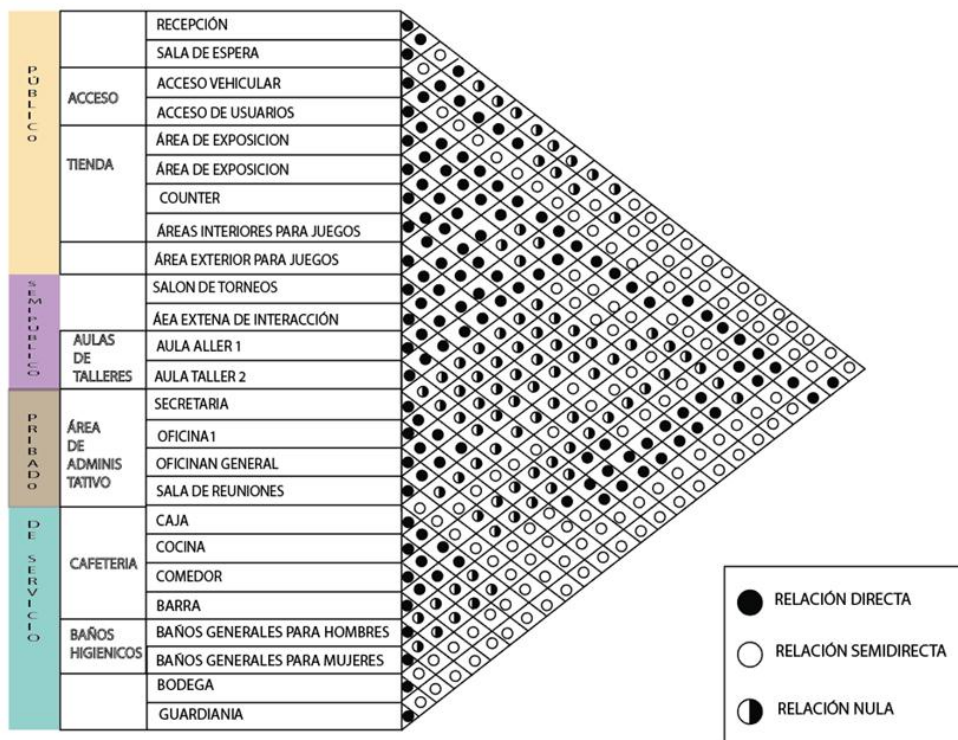 PÚBLICO
RECEPCIÓN
SALA DE ESPERA
ACCESO
ACCESO VEHICULAR
ACCESO DE USUARIOS
TIENDA
ÁREA DE EXPOSICION
ÁREA DE EXPOSICION
COUNTER
ÁREAS INTERIORES PARA JUEGOS
ÁREA EXTERIOR PARA JUEGOS
SEMIPUBLICO
SALON DE TORNEOS
ÁEA EXTENA DE INTERACCIÓN
AULAS
DE
TALLERES
AULA ALLER 1
AULA TALLER 2
PRIBADO
ÁREA
DE
ADMINIS
TATIVO
SECRETARIA
OFICINA1
OFICINAN GENERAL
SALA DE REUNIONES
DE SERVICIO
CAFETERIA
CAJA
COCINA
COMEDOR
BARRA
BAÑOS
HIGIENICOS
BAÑOS GENERALES PARA HOMBRES
BAÑOS GENERALES PARA MUJERES
BODEGA
GUARDIANIA
RELACIÓN DIRECTA
RELACIÓN SEMIDIRECTA
RELACIÓN NULA